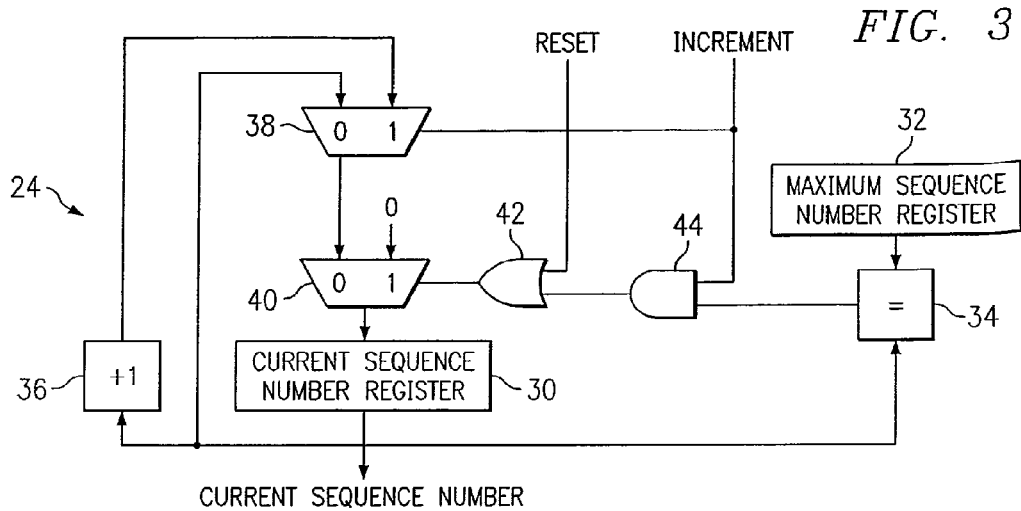 FIG. 3
RESET
INCREMENT
38
0 1
32
24
MAXIMUM SEQUENCE
NUMBER REGISTER
0
42
44
40
0 1
=
34
36
+1
CURRENT SEQUENCE
NUMBER REGISTER
30
CURRENT SEQUENCE NUMBER